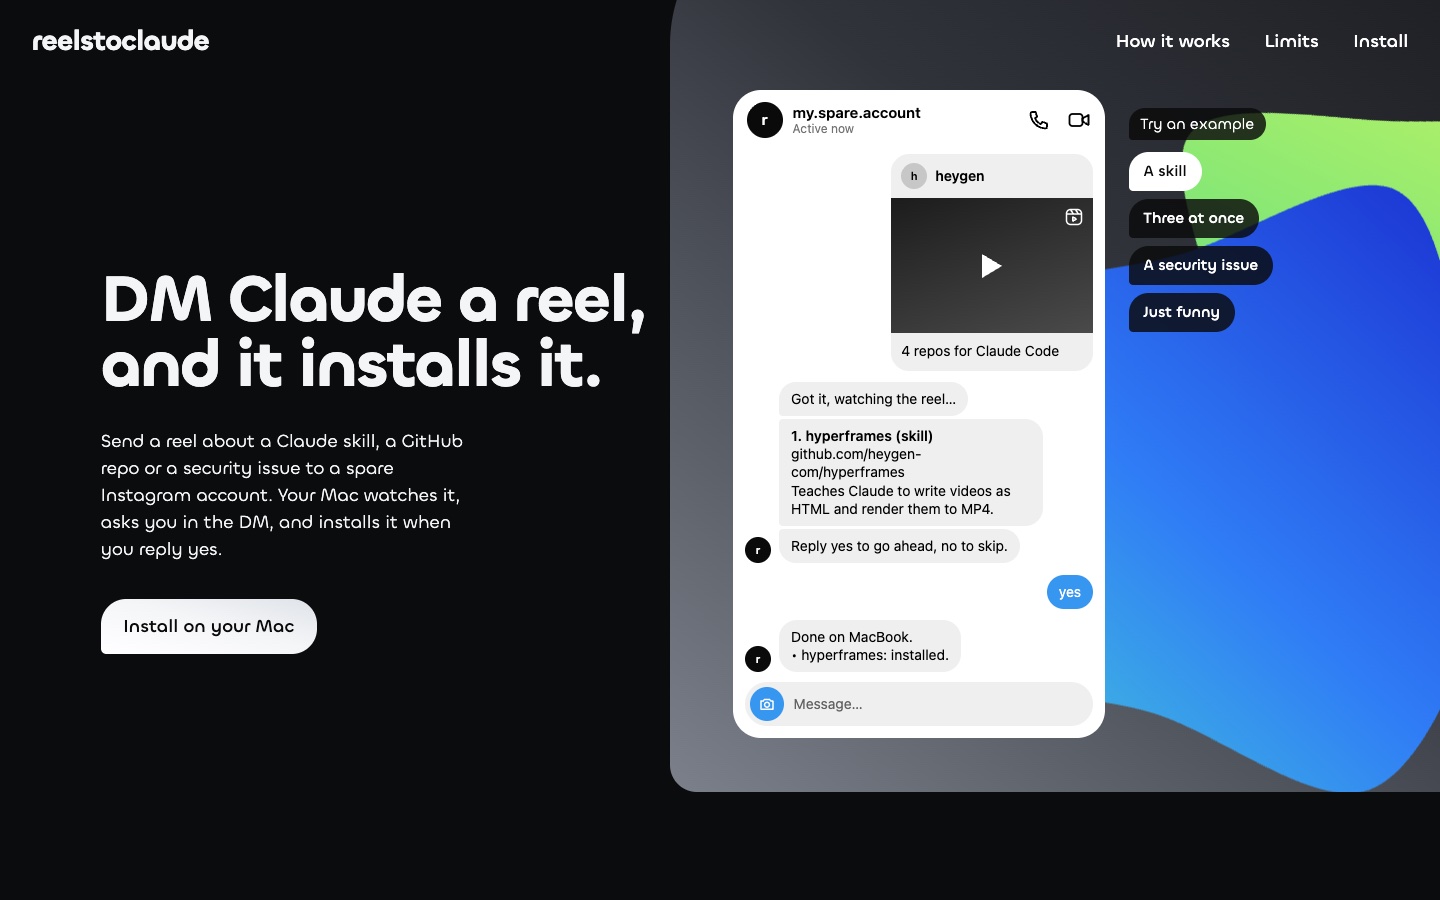 reelstoclaude
How it works
Limits
Install
DM Claude a reel,
and it installs it.
Send a reel about a Claude skill, a GitHub
repo or a security issue to a spare
Instagram account. Your Mac watches it,
asks you in the DM, and installs it when
you reply yes.
Install on your Mac
r
my.spare.account
Active now
h
heygen
4 repos for Claude Code
Got it, watching the reel...
1. hyperframes (skill)
github.com/heygen-
com/hyperframes
Teaches Claude to write videos as
HTML and render them to MP4.
r
Reply yes to go ahead, no to skip.
yes
Done on MacBook.
• hyperframes: installed.
r
Message...
Try an example
A skill
Three at once
A security issue
Just funny